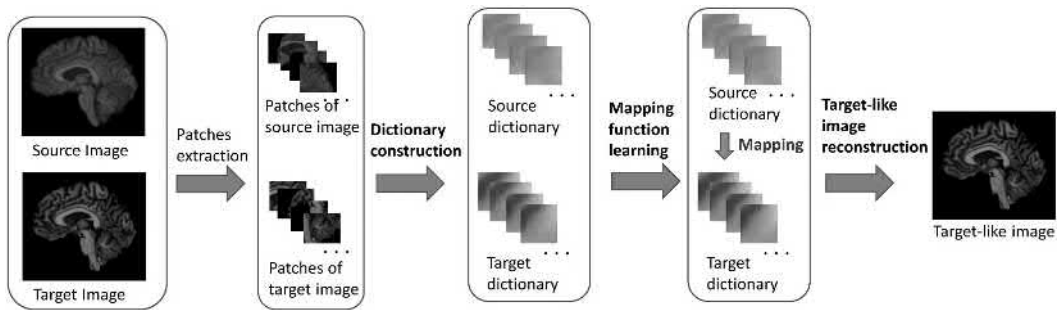 Source Image
Target Image
Patches
extraction
Patches of
source image
Patches of
target image
Dictionary
construction
Source
dictionary
Target
dictionary
Mapping
function
learning
Source
dictionary
Mapping
Target
dictionary
Target-like
image
reconstruction
Target-like image